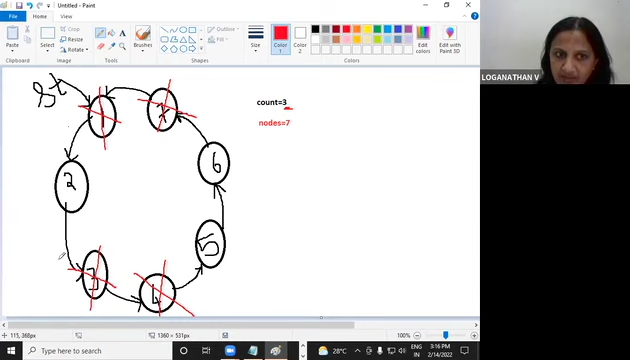 Untitled - Paint
File
Home
View
Paste
Select
Crop
Resize
Rotate
Brushes
Outline
Fill
Size
Color 1
Color 2
Edit colors
Edit with Paint 3D
Clipboard
Image
Tools
Shapes
Colors
LOGANATHAN V
St
count=3
nodes=7
1
7
2
6
5
3
4
115, 368px
1360 × 531px
100%
Type here to search
28°C
ENG
IN
3:16 PM
2/14/2022